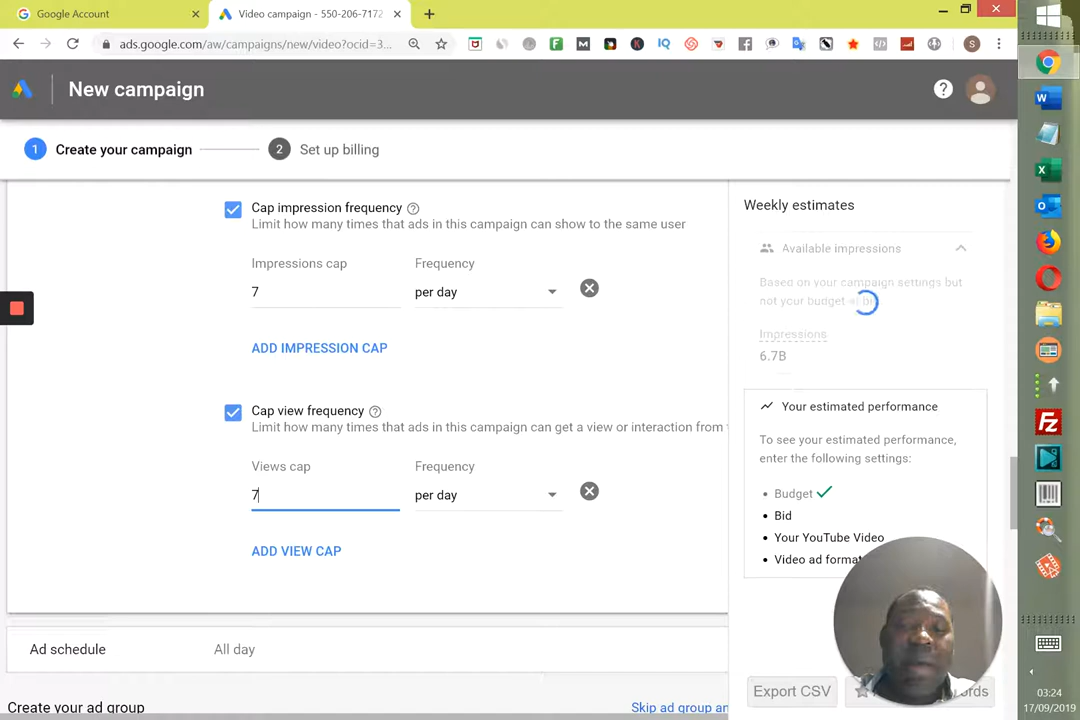 Google Account
Video campaign - 550-206-7172
ads.google.com/aw/campaigns/new/video?ocid=3...
New campaign
1 Create your campaign
2 Set up billing
Cap impression frequency
Limit how many times that ads in this campaign can show to the same user
Impressions cap
Frequency
7
per day
ADD IMPRESSION CAP
Cap view frequency
Limit how many times that ads in this campaign can get a view or interaction from
Views cap
Frequency
7
per day
ADD VIEW CAP
Ad schedule
All day
Create your ad group
Skip ad group an
Weekly estimates
Available impressions
Based on your campaign settings but
not your budget
Impressions
6.7B
Your estimated performance
To see your estimated performance,
enter the following settings:
Budget
Bid
Your YouTube Video
Video ad format
Export CSV
03:24
17/09/2019